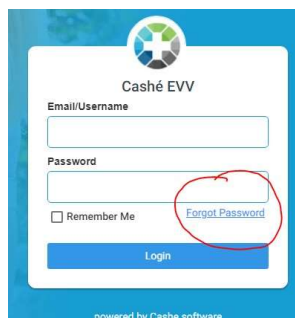 Cashé EVV
Email/Username
Password
Remember Me
Forgot Password
Login
powered by Cashe software